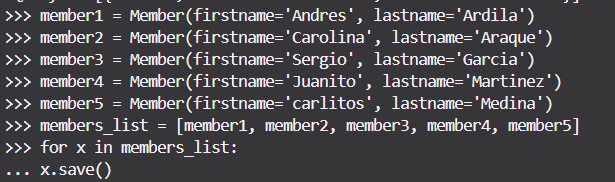 >>> member1 = Member(firstname='Andres', lastname='Ardila')
>>> member2 = Member(firstname='Carolina', lastname='Araque')
>>> member3 = Member(firstname='Sergio', lastname='Garcia')
>>> member4 = Member(firstname='Juanito', lastname='Martinez')
>>> member5 = Member(firstname='carlitos', lastname='Medina')
>>> members_list = [member1, member2, member3, member4, member5]
>>> for x in members_list:
... x.save()